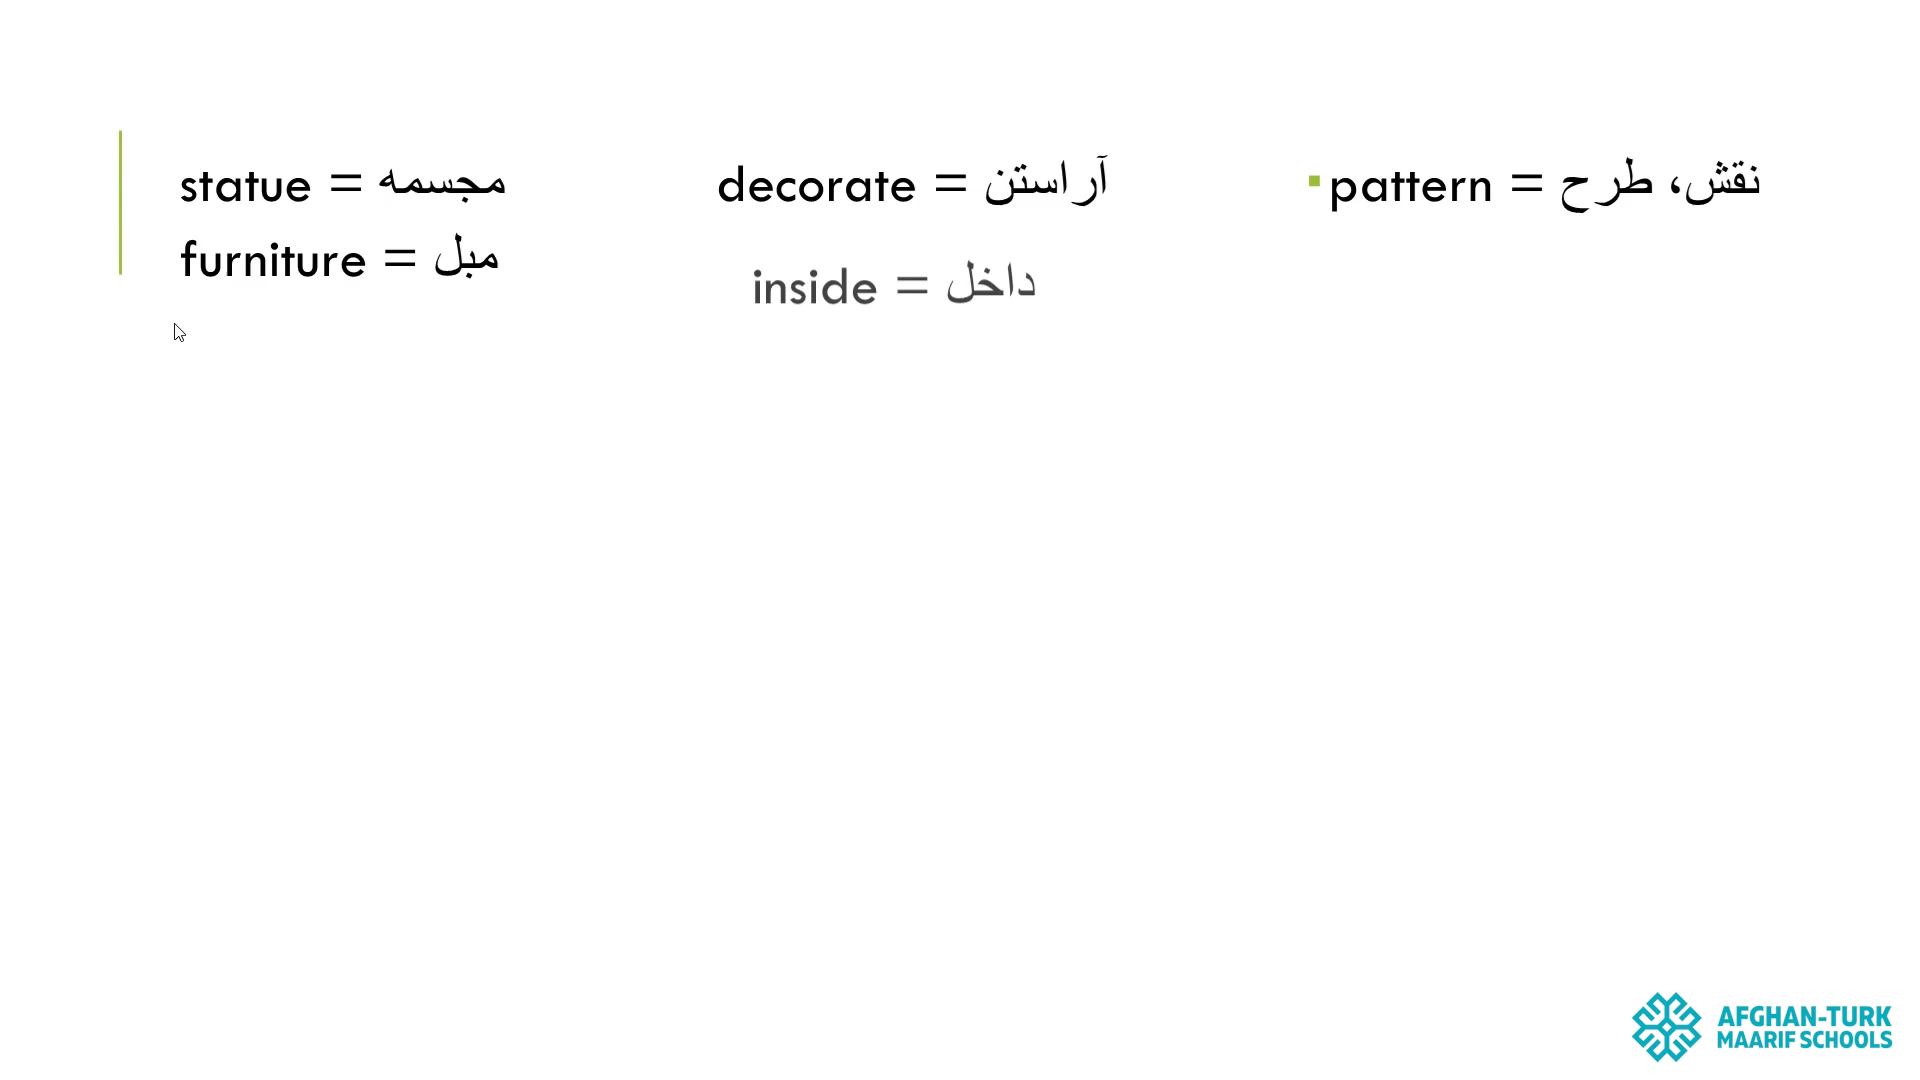 statue = مجسمه
furniture = مبل
decorate = آراستن
inside = داخل
▪pattern = نقش، طرح
AFGHAN-TURK
MAARIF SCHOOLS